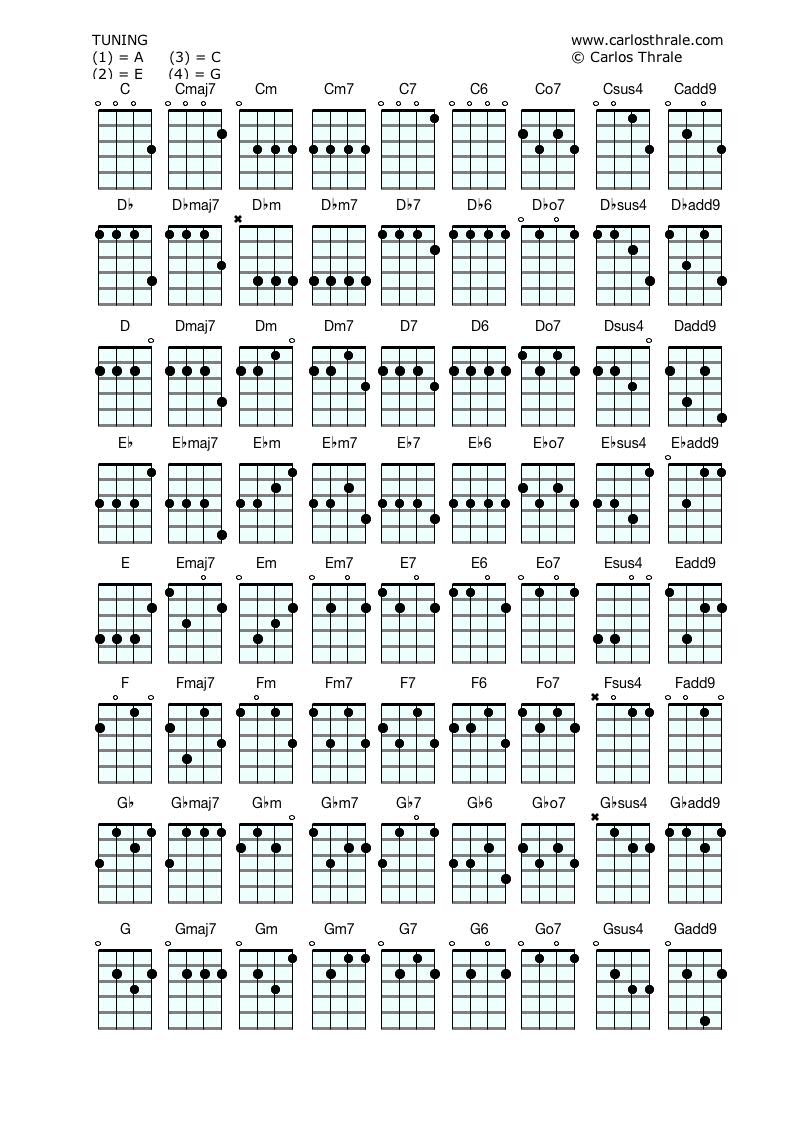 TUNING www.carlosthrale.com
(1) = A (3) = C © Carlos Thrale
(2) = E (4) = G
C Cmaj7 Cm Cm7 C7 C6 Co7 Csus4 Cadd9
D♭ D♭maj7 D♭m D♭m7 D♭7 D♭6 D♭o7 D♭sus4 D♭add9
D Dmaj7 Dm Dm7 D7 D6 Do7 Dsus4 Dadd9
E♭ E♭maj7 E♭m E♭m7 E♭7 E♭6 E♭o7 E♭sus4 E♭add9
E Emaj7 Em Em7 E7 E6 Eo7 Esus4 Eadd9
F Fmaj7 Fm Fm7 F7 F6 Fo7 Fsus4 Fadd9
G♭ G♭maj7 G♭m G♭m7 G♭7 G♭6 G♭o7 G♭sus4 G♭add9
G Gmaj7 Gm Gm7 G7 G6 Go7 Gsus4 Gadd9